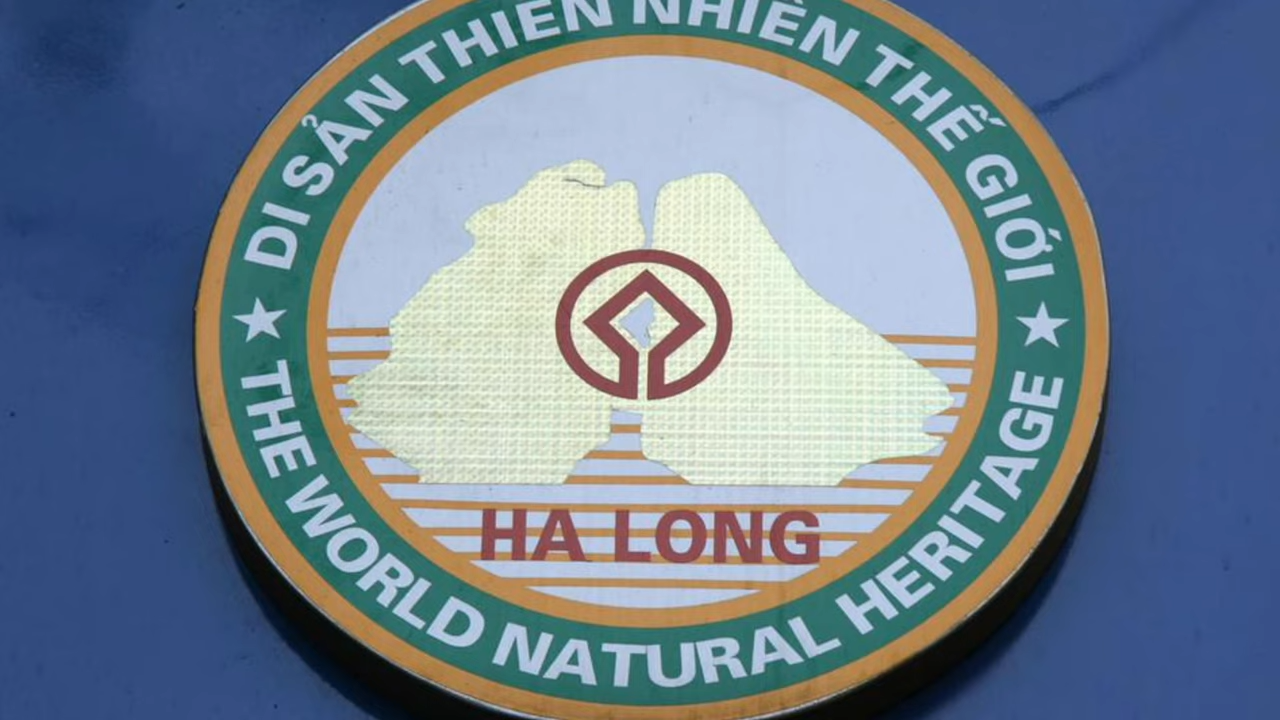 DI SẢN THIÊN NHIÊN THẾ GIỚI
HA LONG
THE WORLD NATURAL HERITAGE